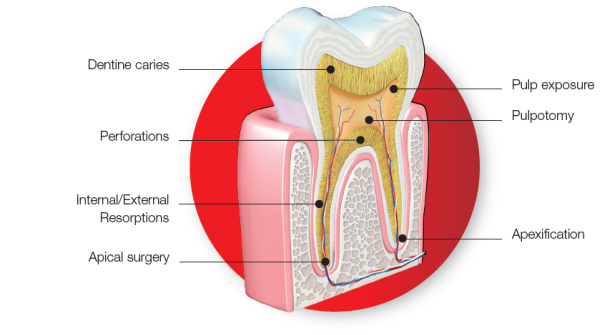 Dentine caries
Pulp exposure
Pulpotomy
Perforations
Internal/External
Resorptions
Apexification
Apical surgery